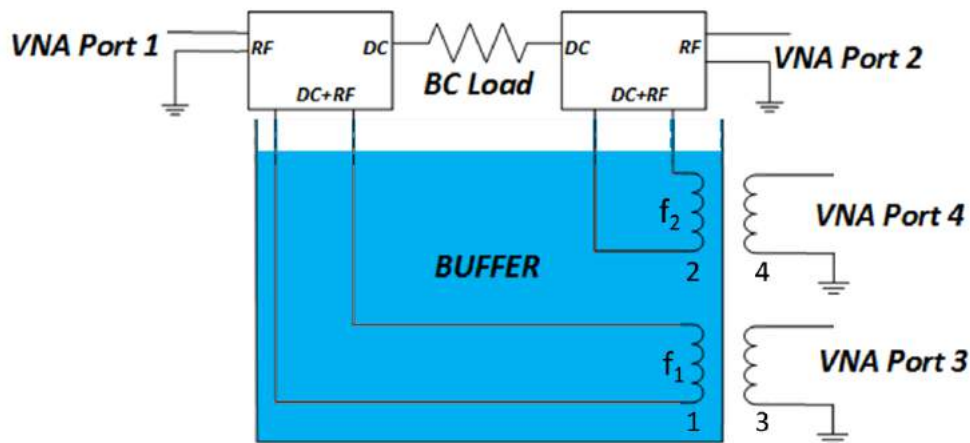 VNA Port 1
RF
DC
DC+RF
BC Load
DC
RF
DC+RF
VNA Port 2
f2
2
4
VNA Port 4
BUFFER
f1
1
3
VNA Port 3